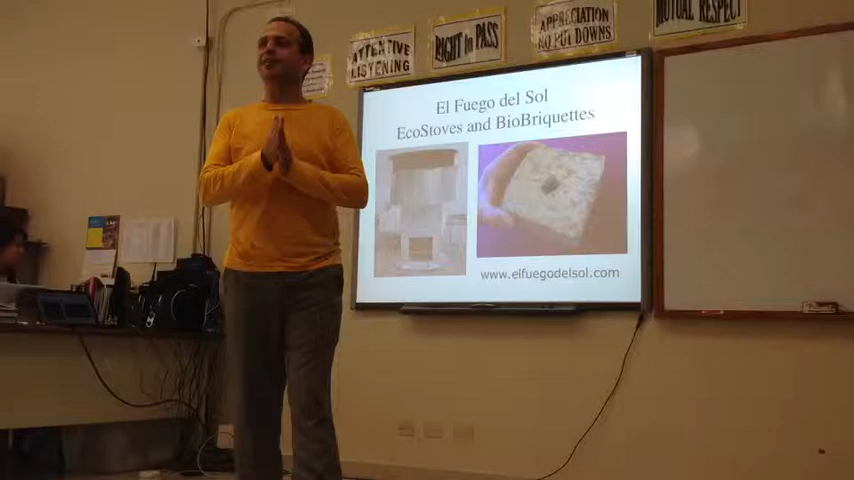 ATTENTIVE
LISTENING
RIGHT to PASS
APPRECIATION
NO PUT DOWNS
MUTUAL RESPECT
El Fuego del Sol
EcoStoves and BioBriquettes
www.elfuegodelsol.com